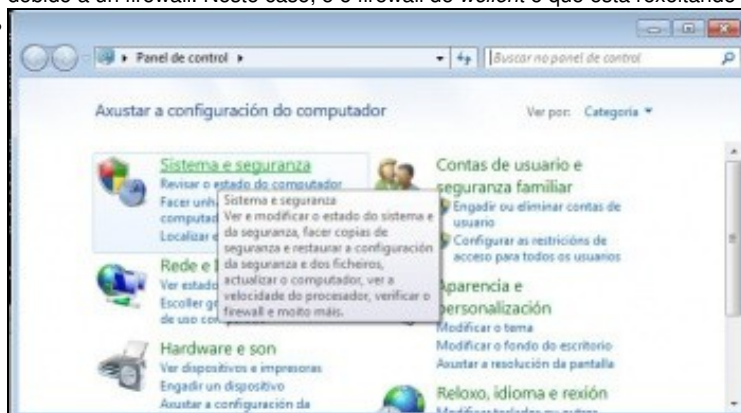 debido a un firewall. Neste caso, é o firewall do wclient o que está rexeitando
Panel de control
Buscar no panel de control
Axustar a configuración do computador
Ver por: Categoría
Sistema e seguranza
Revisar o estado do computador
Facer unh
computad
Localizar e
Sistema e seguranza
Ver e modificar o estado do sistema e
da seguranza, facer copias de
seguranza e restaurar a configuración
da seguranza e dos ficheiros,
actualizar o computador, ver a
velocidade do procesador, verificar o
firewall e moito máis.
Rede e I
Ver estado
Escoller gr
de uso com
Hardware e son
Ver dispositivos e impresoras
Engadir un dispositivo
Axustar a configuración da
Contas de usuario e
seguranza familiar
Engadir ou eliminar contas de
usuario
Configurar as restricións de
acceso para todos os usuarios
Aparencia e
personalización
Modificar o tema
Modificar o fondo do escritorio
Axustar a resolución da pantalla
Reloxo, idioma e rexión